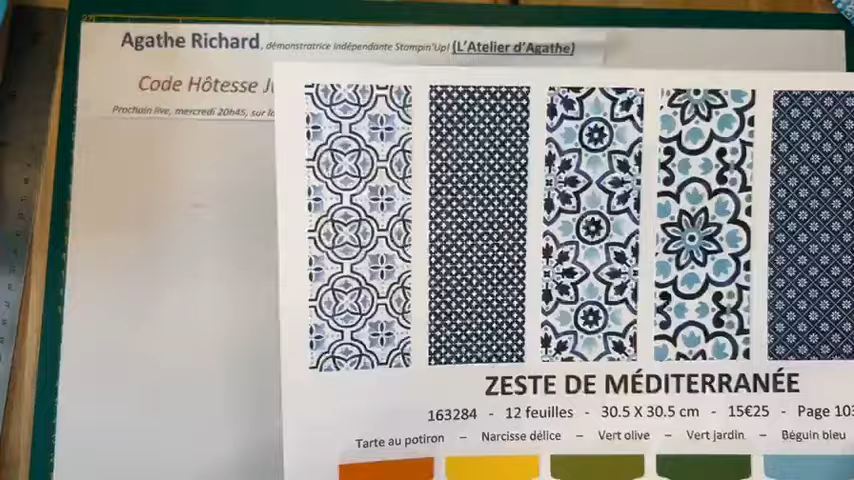 Agathe Richard, démonstratrice indépendante Stampin'Up! (L'Atelier d'Agathe)
Code Hôtesse
Prochain live, mercredi 20h45, sur
ZESTE DE MÉDITERRANÉE
163284 - 12 feuilles - 30.5 X 30.5 cm - 15€25 - Page 103
Tarte au potiron – Narcisse délice – Vert olive – Vert jardin – Béguin bleu